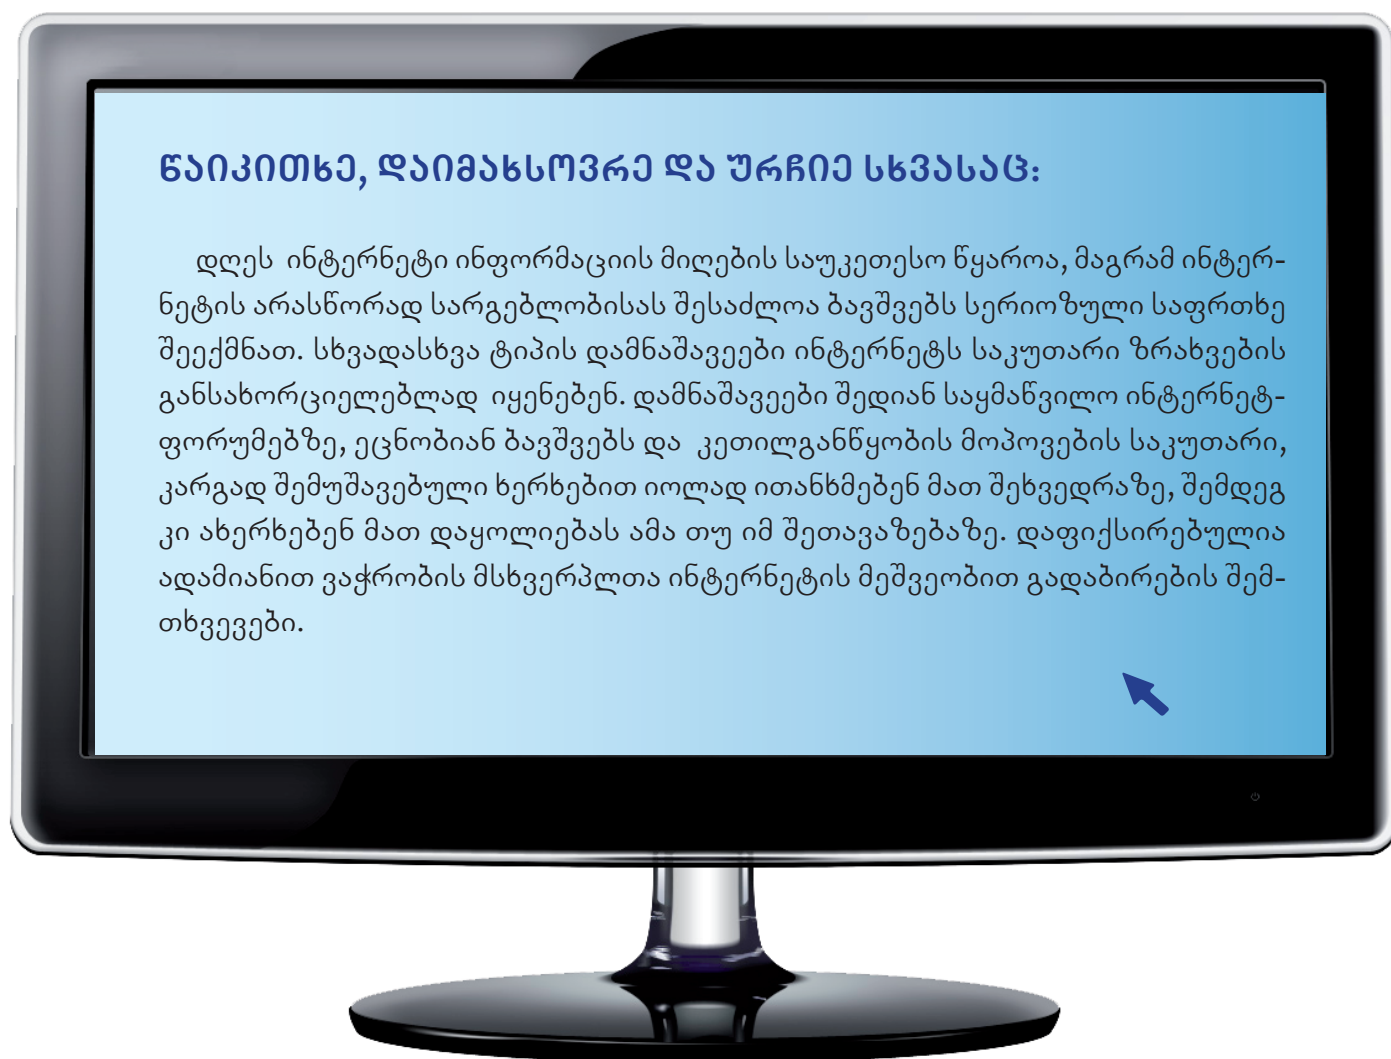 წაიკითხე, დაიმახსოვრე და ურჩიე სხვასაც:
დღეს ინტერნეტი ინფორმაციის მიღების საუკეთესო წყაროა, მაგრამ ინტერ-
ნეტის არასწორად სარგებლობისას შესაძლოა ბავშვებს სერიოზული საფრთხე
შეექმნათ. სხვადასხვა ტიპის დამნაშავეები ინტერნეტს საკუთარი ზრახვების
განსახორციელებლად იყენებენ. დამნაშავეები შედიან საყმაწვილო ინტერნეტ-
ფორუმებზე, ეცნობიან ბავშვებს და კეთილგანწყობის მოპოვების საკუთარი,
კარგად შემუშავებული ხერხებით იოლად ითანხმებენ მათ შეხვედრაზე, შემდეგ
კი ახერხებენ მათ დაყოლიებას ამა თუ იმ შეთავაზებაზე. დაფიქსირებულია
ადამიანით ვაჭრობის მსხვერპლთა ინტერნეტის მეშვეობით გადაბირების შემ-
თხვევები.